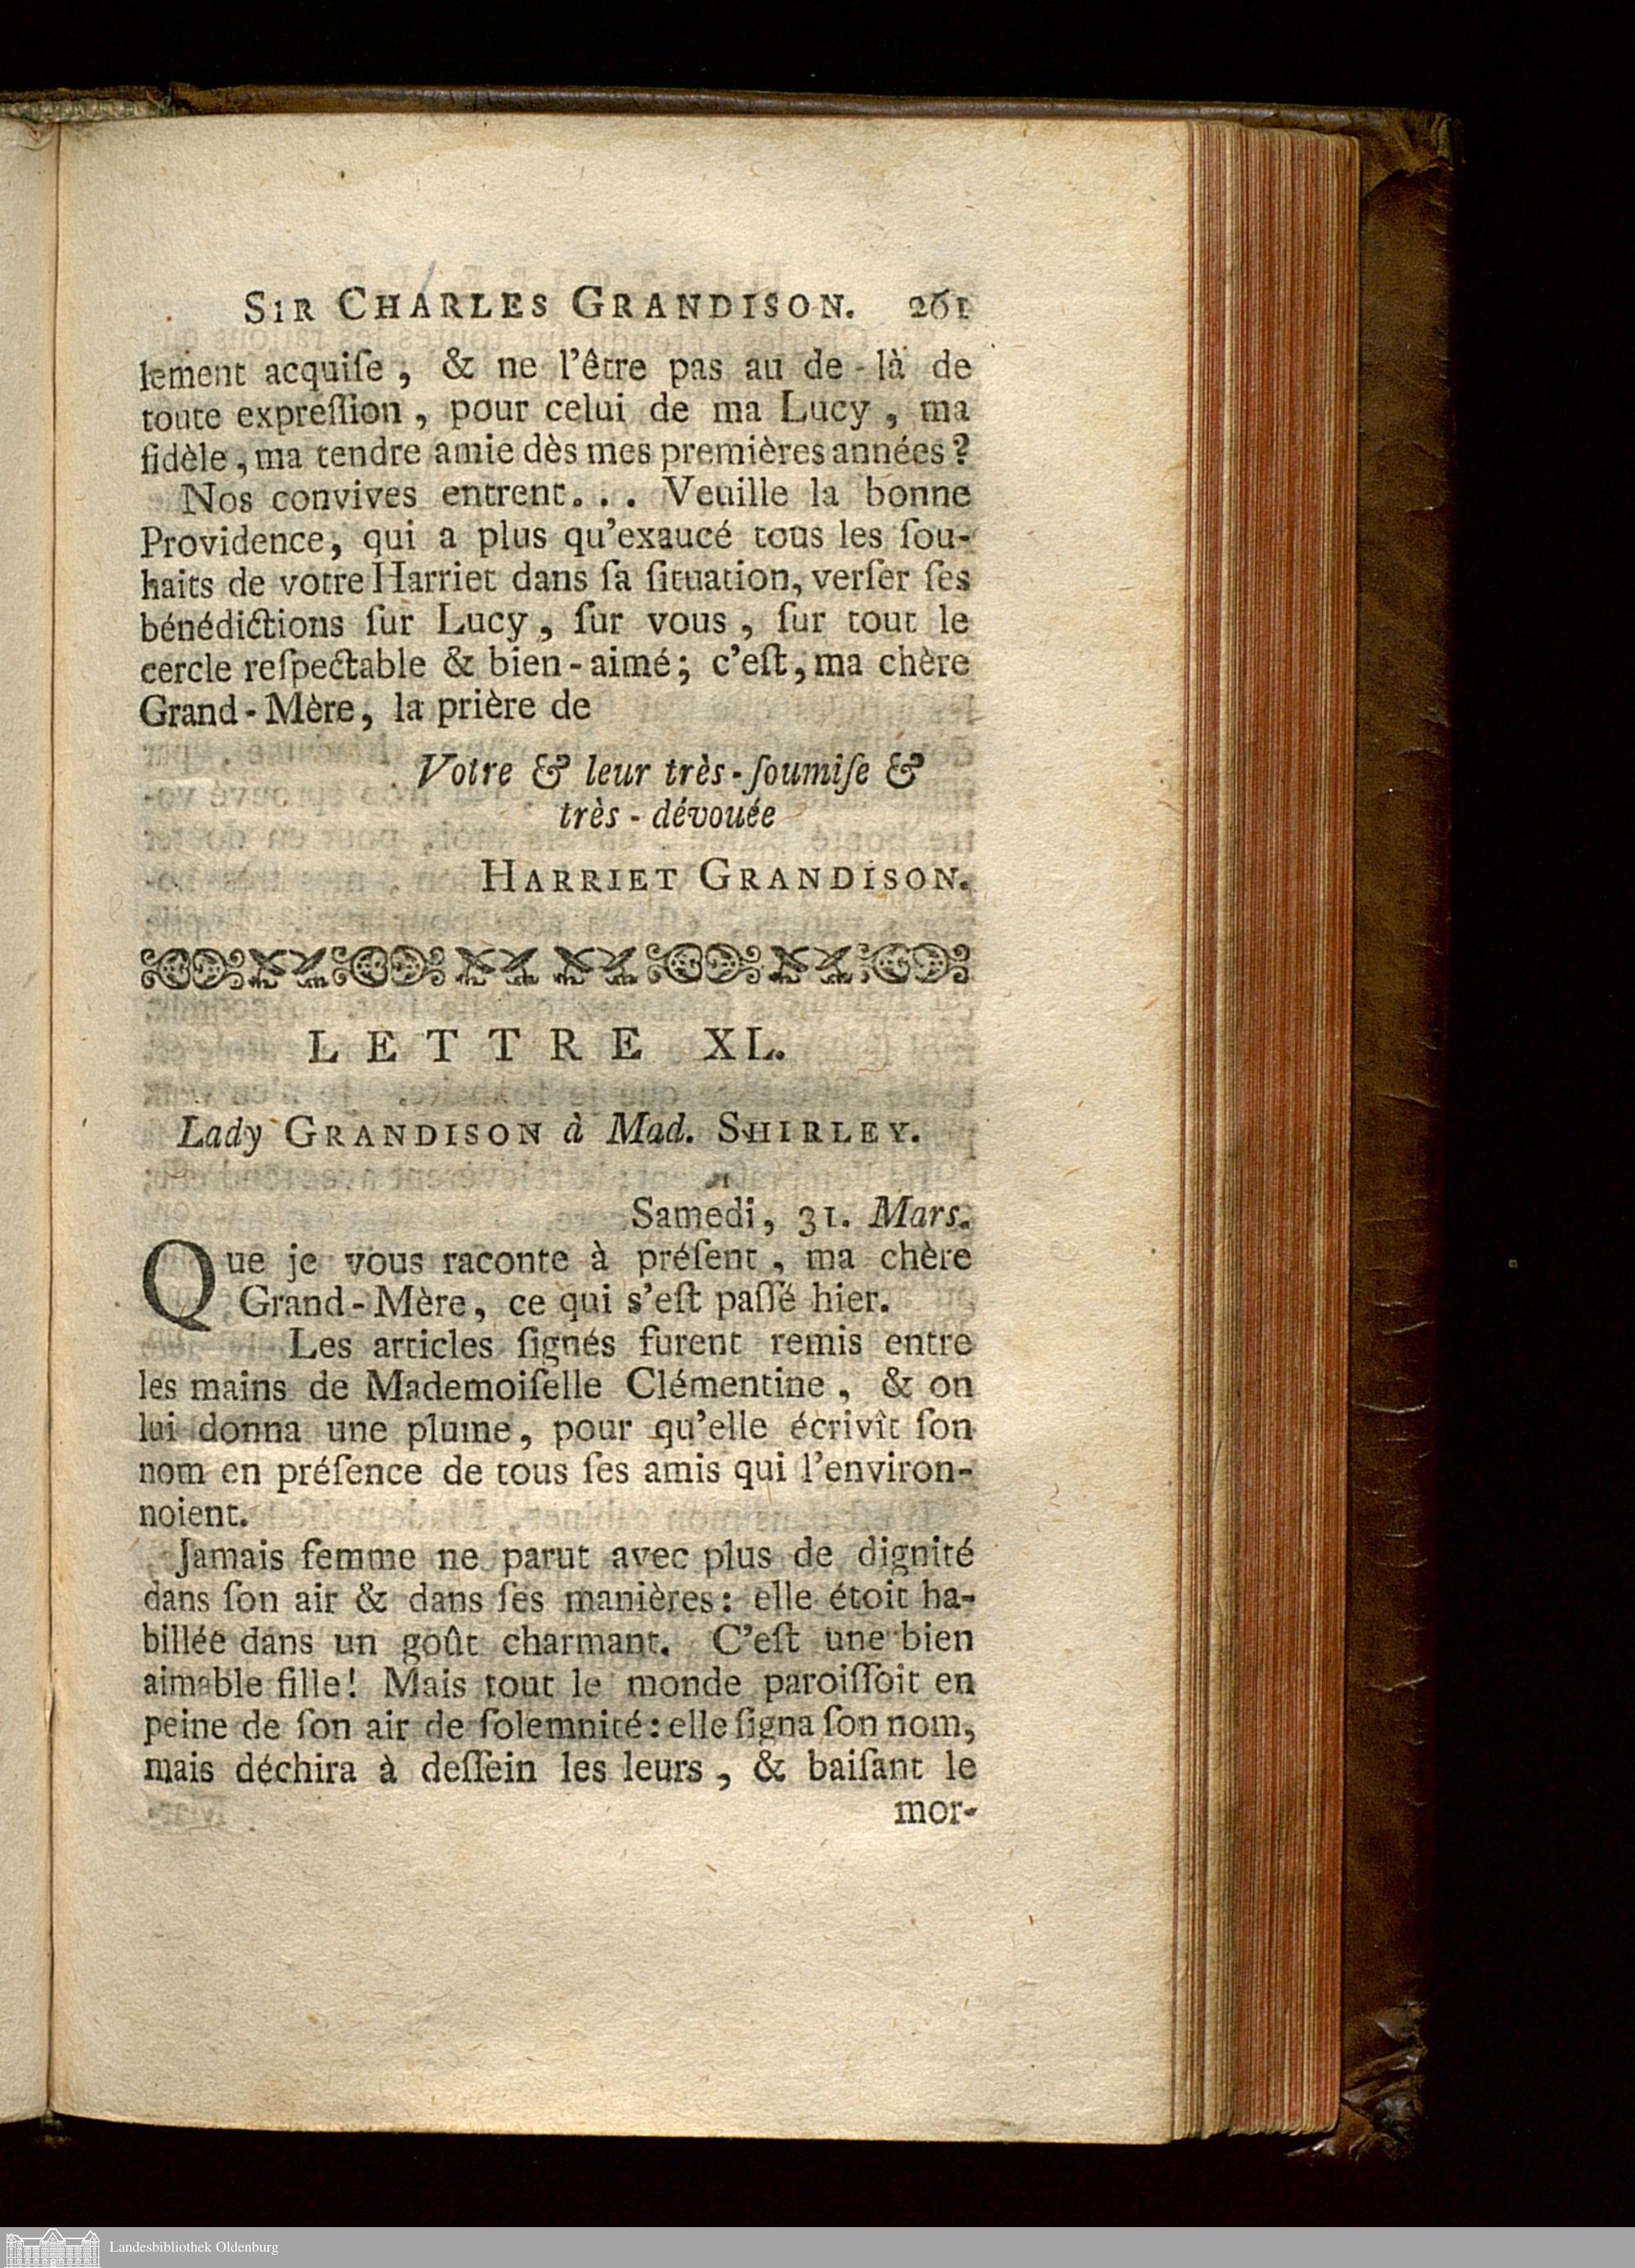 SIR CHARLES GRANDISON. 261
lement acquiſe, & ne l'être pas au de-là de
toute expreſſion, pour celui de ma Lucy, ma
fidèle, ma tendre amie dès mes premières années?
Nos convives entrent... Veuille la bonne
Providence, qui a plus qu'exaucé tous les ſou-
haits de votre Harriet dans ſa ſituation, verſer ſes
bénédictions ſur Lucy, ſur vous, ſur tout le
cercle reſpectable & bien-aimé; c'eſt, ma chère
Grand-Mère, la prière de
Votre & leur très-ſoumiſe &
très-dévouée
HARRIET GRANDISON.
LETTRE XL.
Lady GRANDISON à Mad. SHIRLEY.
Samedi, 31. Mars.
Que je vous raconte à préſent, ma chère
Grand-Mère, ce qui s'eſt paſſé hier.
Les articles ſignés furent remis entre
les mains de Mademoiſelle Clémentine, & on
lui donna une plume, pour qu'elle écrivît ſon
nom en préſence de tous ſes amis qui l'environ-
noient.
Jamais femme ne parut avec plus de dignité
dans ſon air & dans ſes manières: elle étoit ha-
billée dans un goût charmant. C'eſt une bien
aimable fille! Mais tout le monde paroiſſoit en
peine de ſon air de ſolemnité: elle ſigna ſon nom,
mais déchira à deſſein les leurs, & baiſant le
mor-
Landesbibliothek Oldenburg